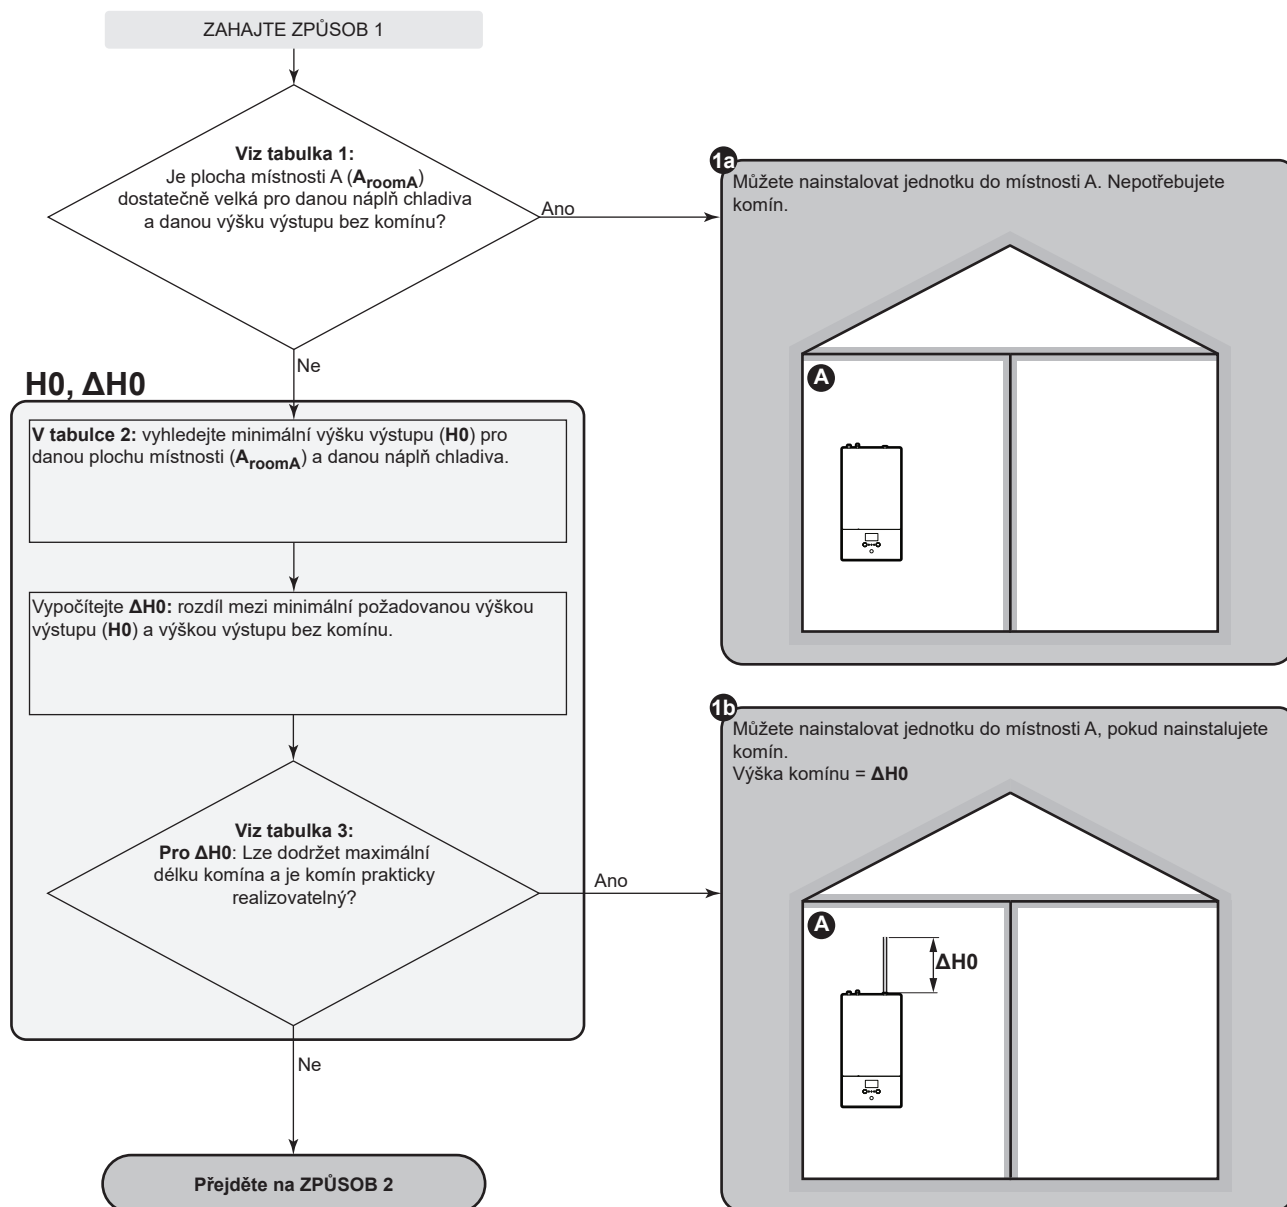 ZAHAJTE ZPŮSOB 1
Viz tabulka 1:
Je plocha místnosti A (AroomA)
dostatečně velká pro danou náplň chladiva
a danou výšku výstupu bez komínu?
Ano
Ne
1a
Můžete nainstalovat jednotku do místnosti A. Nepotřebujete
komín.
A
H0, ΔH0
V tabulce 2: vyhledejte minimální výšku výstupu (H0) pro
danou plochu místnosti (AroomA) a danou náplň chladiva.
Vypočítejte ΔH0: rozdíl mezi minimální požadovanou výškou
výstupu (H0) a výškou výstupu bez komínu.
Viz tabulka 3:
Pro ΔH0: Lze dodržet maximální
délku komína a je komín prakticky
realizovatelný?
Ano
Ne
1b
Můžete nainstalovat jednotku do místnosti A, pokud nainstalujete
komín.
Výška komínu = ΔH0
A
ΔH0
Přejděte na ZPŮSOB 2